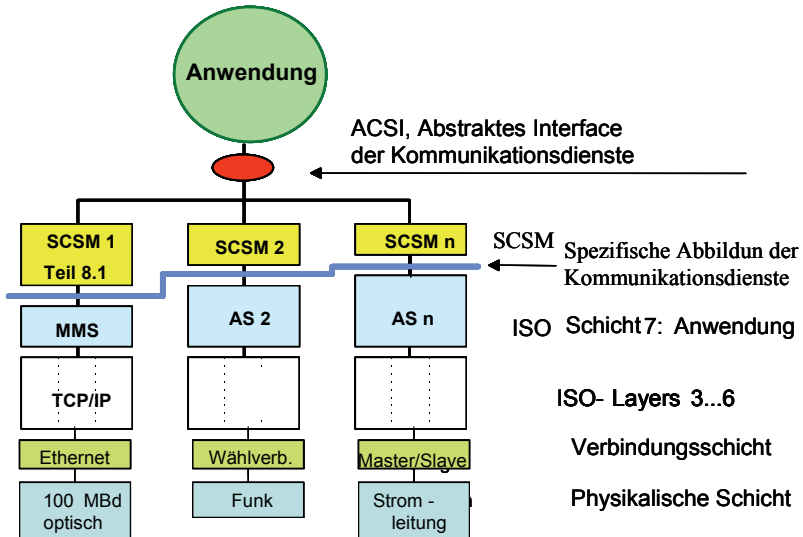 Anwendung
ACSI, Abstraktes Interface
der Kommunikationsdienste
SCSM 1
Teil 8.1
SCSM 2
SCSM n
SCSM
Spezifische Abbildun der
Kommunikationsdienste
MMS
AS 2
AS n
ISO Schicht 7: Anwendung
TCP/IP
ISO- Layers 3...6
Ethernet
Wählverb.
Master/Slave
Verbindungsschicht
100 MBd
optisch
Funk
Strom -
leitung
n
Physikalische Schicht